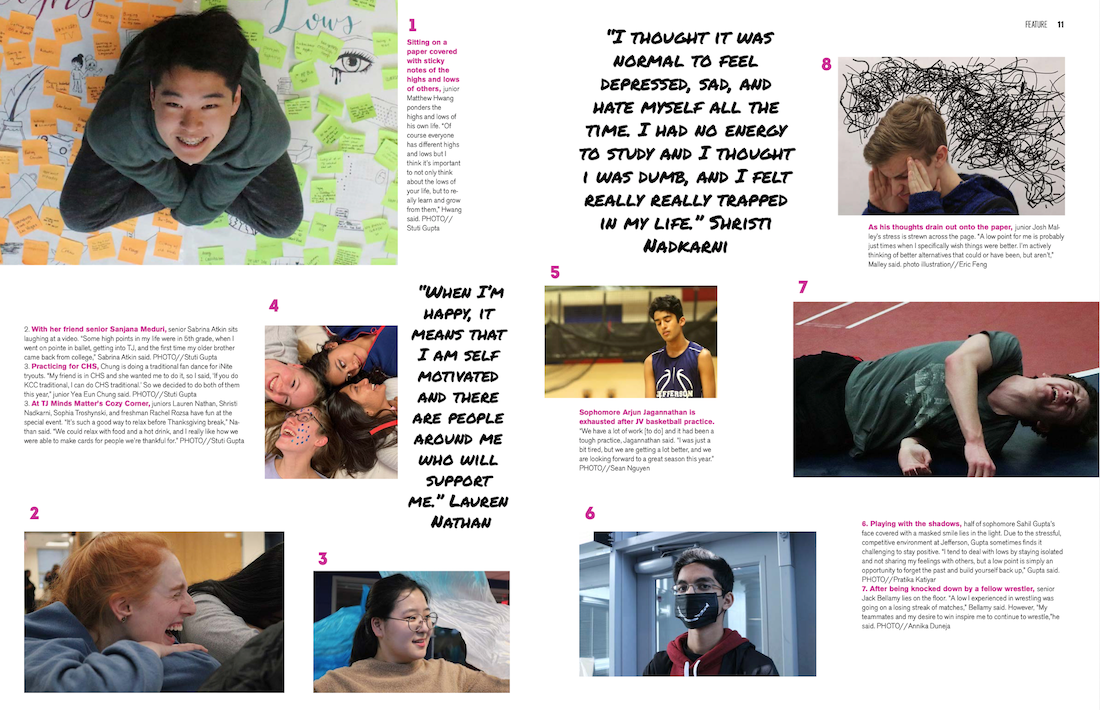 Lows
1
Sitting on a
paper covered
with sticky
notes of the
highs and lows
of others, junior
Matthew Hwang
ponders the
highs and lows of
his own life. "Of
course everyone
has different highs
and lows but I
think it's important
to not only think
about the lows of
your life, but to re-
ally learn and grow
from them," Hwang
said. PHOTO//
Stuti Gupta
"I THOUGHT IT WAS
NORMAL TO FEEL
DEPRESSED, SAD, AND
HATE MYSELF ALL THE
TIME. I HAD NO ENERGY
TO STUDY AND I THOUGHT
I WAS DUMB, AND I FELT
REALLY REALLY TRAPPED
IN MY LIFE." SHRISTI
NADKARNI
FEATURE 11
8
As his thoughts drain out onto the paper, junior Josh Mal-
ley's stress is strewn across the page. "A low point for me is probably
just times when I specifically wish things were better. I'm actively
thinking of better alternatives that could or have been, but aren't,"
Malley said. photo illustration//Eric Feng
2. With her friend senior Sanjana Meduri, senior Sabrina Atkin sits
laughing at a video. "Some high points in my life were in 5th grade, when I
went on pointe in ballet, getting into TJ, and the first time my older brother
came back from college," Sabrina Atkin said. PHOTO//Stuti Gupta
3. Practicing for CHS, Chung is doing a traditional fan dance for iNite
tryouts. "My friend is in CHS and she wanted me to do it, so I said, 'If you do
KCC traditional, I can do CHS traditional.' So we decided to do both of them
this year," junior Yea Eun Chung said. PHOTO//Stuti Gupta
3. At TJ Minds Matter's Cozy Corner, juniors Lauren Nathan, Shristi
Nadkarni, Sophia Troshynski, and freshman Rachel Rozsa have fun at the
special event. "It's such a good way to relax before Thanksgiving break," Na-
than said. "We could relax with food and a hot drink, and I really like how we
were able to make cards for people we're thankful for." PHOTO//Stuti Gupta
4
"WHEN I'M
HAPPY, IT
MEANS THAT
I AM SELF
MOTIVATED
AND THERE
ARE PEOPLE
AROUND ME
WHO WILL
SUPPORT
ME." LAUREN
NATHAN
5
JEFFERSON
Sophomore Arjun Jagannathan is
exhausted after JV basketball practice.
"We have a lot of work [to do] and it had been a
tough practice, Jagannathan said. "I was just a
bit tired, but we are getting a lot better, and we
are looking forward to a great season this year."
PHOTO//Sean Nguyen
7
2
3
6
6. Playing with the shadows, half of sophomore Sahil Gupta's
face covered with a masked smile lies in the light. Due to the stressful,
competitive environment at Jefferson, Gupta sometimes finds it
challenging to stay positive. "I tend to deal with lows by staying isolated
and not sharing my feelings with others, but a low point is simply an
opportunity to forget the past and build yourself back up," Gupta said.
PHOTO//Pratika Katiyar
7. After being knocked down by a fellow wrestler, senior
Jack Bellamy lies on the floor. "A low I experienced in wrestling was
going on a losing streak of matches," Bellamy said. However, "My
teammates and my desire to win inspire me to continue to wrestle,"he
said. PHOTO//Annika Duneja